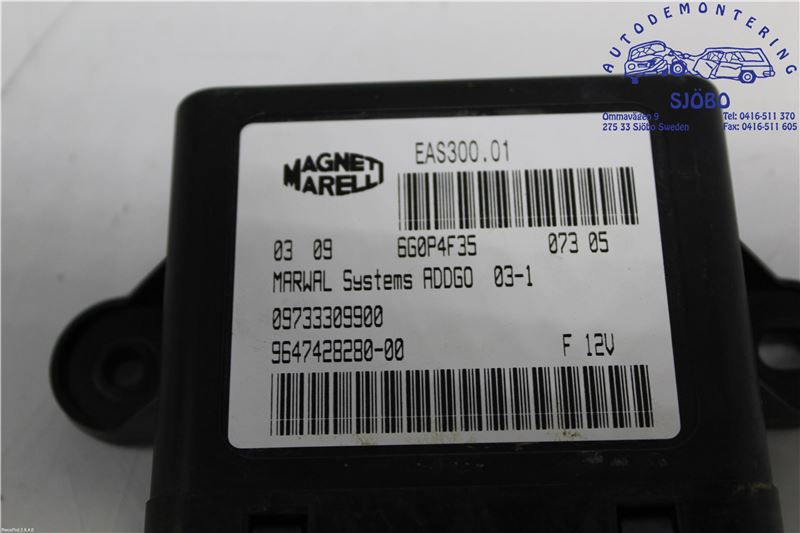 AUTODEMONTERING
SJÖBO
Ommavägen 9
275 33 Sjöbo Sweden
Tel: 0416-511 370
Fax: 0416-511 605
MAGNETI
MARELLI
EAS300.01
03 09 6G0P4F35 073 05
MARWAL Systems ADDGO 03-1
09733309900
9647428280-00 F 12V